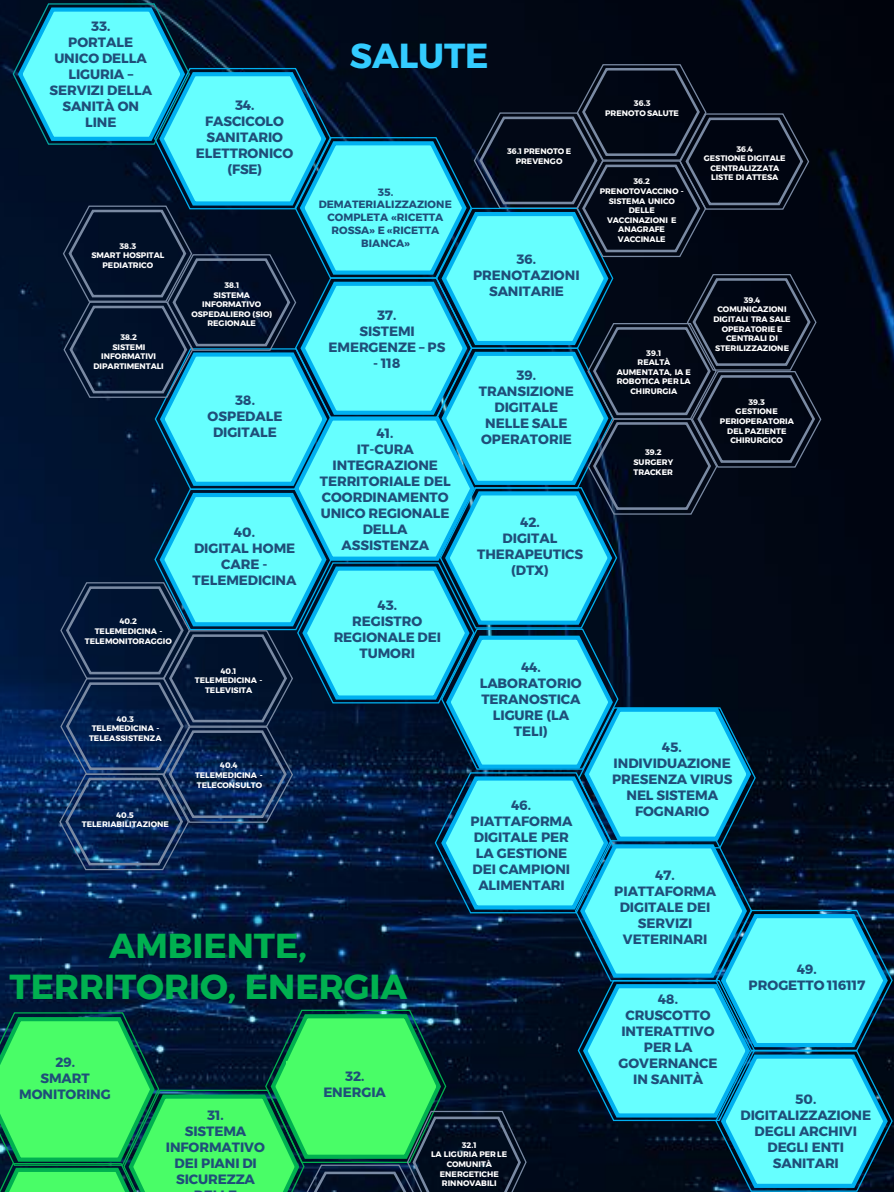 SALUTE
33.
PORTALE
UNICO DELLA
LIGURIA –
SERVIZI DELLA
SANITÀ ON
LINE
34.
FASCICOLO
SANITARIO
ELETTRONICO
(FSE)
35.
DEMATERIALIZZAZIONE
COMPLETA «RICETTA
ROSSA» E «RICETTA
BIANCA»
36.
PRENOTAZIONI
SANITARIE
36.1 PRENOTO E
PREVENGO
36.3
PRENOTO SALUTE
36.2
PRENOTOVACCINO -
SISTEMA UNICO
DELLE
VACCINAZIONI E
ANAGRAFE
VACCINALE
36.4
GESTIONE DIGITALE
CENTRALIZZATA
LISTE DI ATTESA
37.
SISTEMI
EMERGENZE – PS
- 118
38.3
SMART HOSPITAL
PEDIATRICO
38.1
SISTEMA
INFORMATIVO
OSPEDALIERO (SIO)
REGIONALE
38.2
SISTEMI
INFORMATIVI
DIPARTIMENTALI
38.
OSPEDALE
DIGITALE
39.
TRANSIZIONE
DIGITALE
NELLE SALE
OPERATORIE
39.4
COMUNICAZIONI
DIGITALI TRA SALE
OPERATORIE E
CENTRALI DI
STERILIZZAZIONE
39.1
REALTÀ
AUMENTATA, IA E
ROBOTICA PER LA
CHIRURGIA
39.3
GESTIONE
PERIOPERATORIA
DEL PAZIENTE
CHIRURGICO
39.2
SURGERY
TRACKER
41.
IT-CURA
INTEGRAZIONE
TERRITORIALE DEL
COORDINAMENTO
UNICO REGIONALE
DELLA
ASSISTENZA
40.
DIGITAL HOME
CARE -
TELEMEDICINA
42.
DIGITAL
THERAPEUTICS
(DTX)
43.
REGISTRO
REGIONALE DEI
TUMORI
40.2
TELEMEDICINA -
TELEMONITORAGGIO
40.1
TELEMEDICINA -
TELEVISITA
40.3
TELEMEDICINA -
TELEASSISTENZA
40.4
TELEMEDICINA -
TELECONSULTO
40.5
TELERIABILITAZIONE
44.
LABORATORIO
TERANOSTICA
LIGURE (LA
TELI)
45.
INDIVIDUAZIONE
PRESENZA VIRUS
NEL SISTEMA
FOGNARIO
46.
PIATTAFORMA
DIGITALE PER
LA GESTIONE
DEI CAMPIONI
ALIMENTARI
47.
PIATTAFORMA
DIGITALE DEI
SERVIZI
VETERINARI
49.
PROGETTO 116117
48.
CRUSCOTTO
INTERATTIVO
PER LA
GOVERNANCE
IN SANITÀ
50.
DIGITALIZZAZIONE
DEGLI ARCHIVI
DEGLI ENTI
SANITARI
AMBIENTE,
TERRITORIO, ENERGIA
29.
SMART
MONITORING
32.
ENERGIA
31.
SISTEMA
INFORMATIVO
DEI PIANI DI
SICUREZZA
DELLE
32.1
LA LIGURIA PER LE
COMUNITÀ
ENERGETICHE
RINNOVABILI